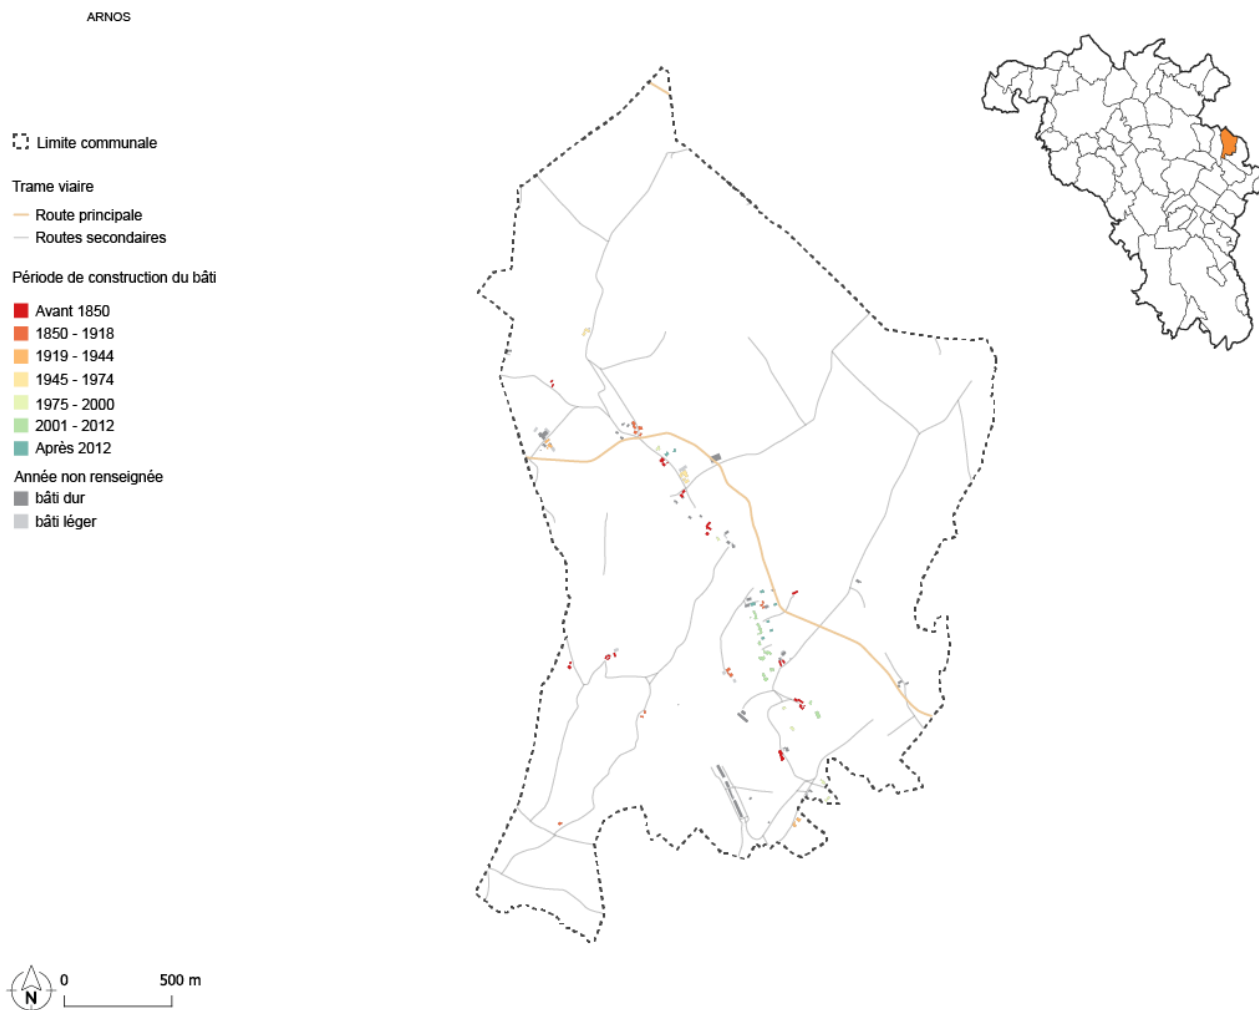 ARNOS
Limite communale
Trame viaire
Route principale
Routes secondaires
Période de construction du bâti
Avant 1850
1850 - 1918
1919 - 1944
1945 - 1974
1975 - 2000
2001 - 2012
Après 2012
Année non renseignée
bâti dur
bâti léger
N
0 500 m